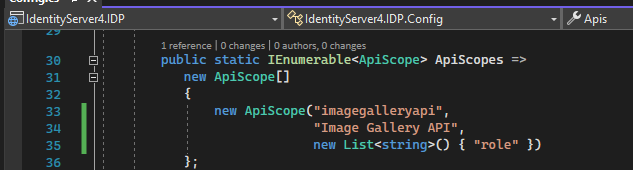 IdentityServer4.IDP
IdentityServer4.IDP.Config
Apis
29
1 reference | 0 changes | 0 authors, 0 changes
30 public static IEnumerable<ApiScope> ApiScopes =>
31 new ApiScope[]
32 {
33 new ApiScope("imagegalleryapi",
34 "Image Gallery API",
35 new List<string>() { "role" })
36 };